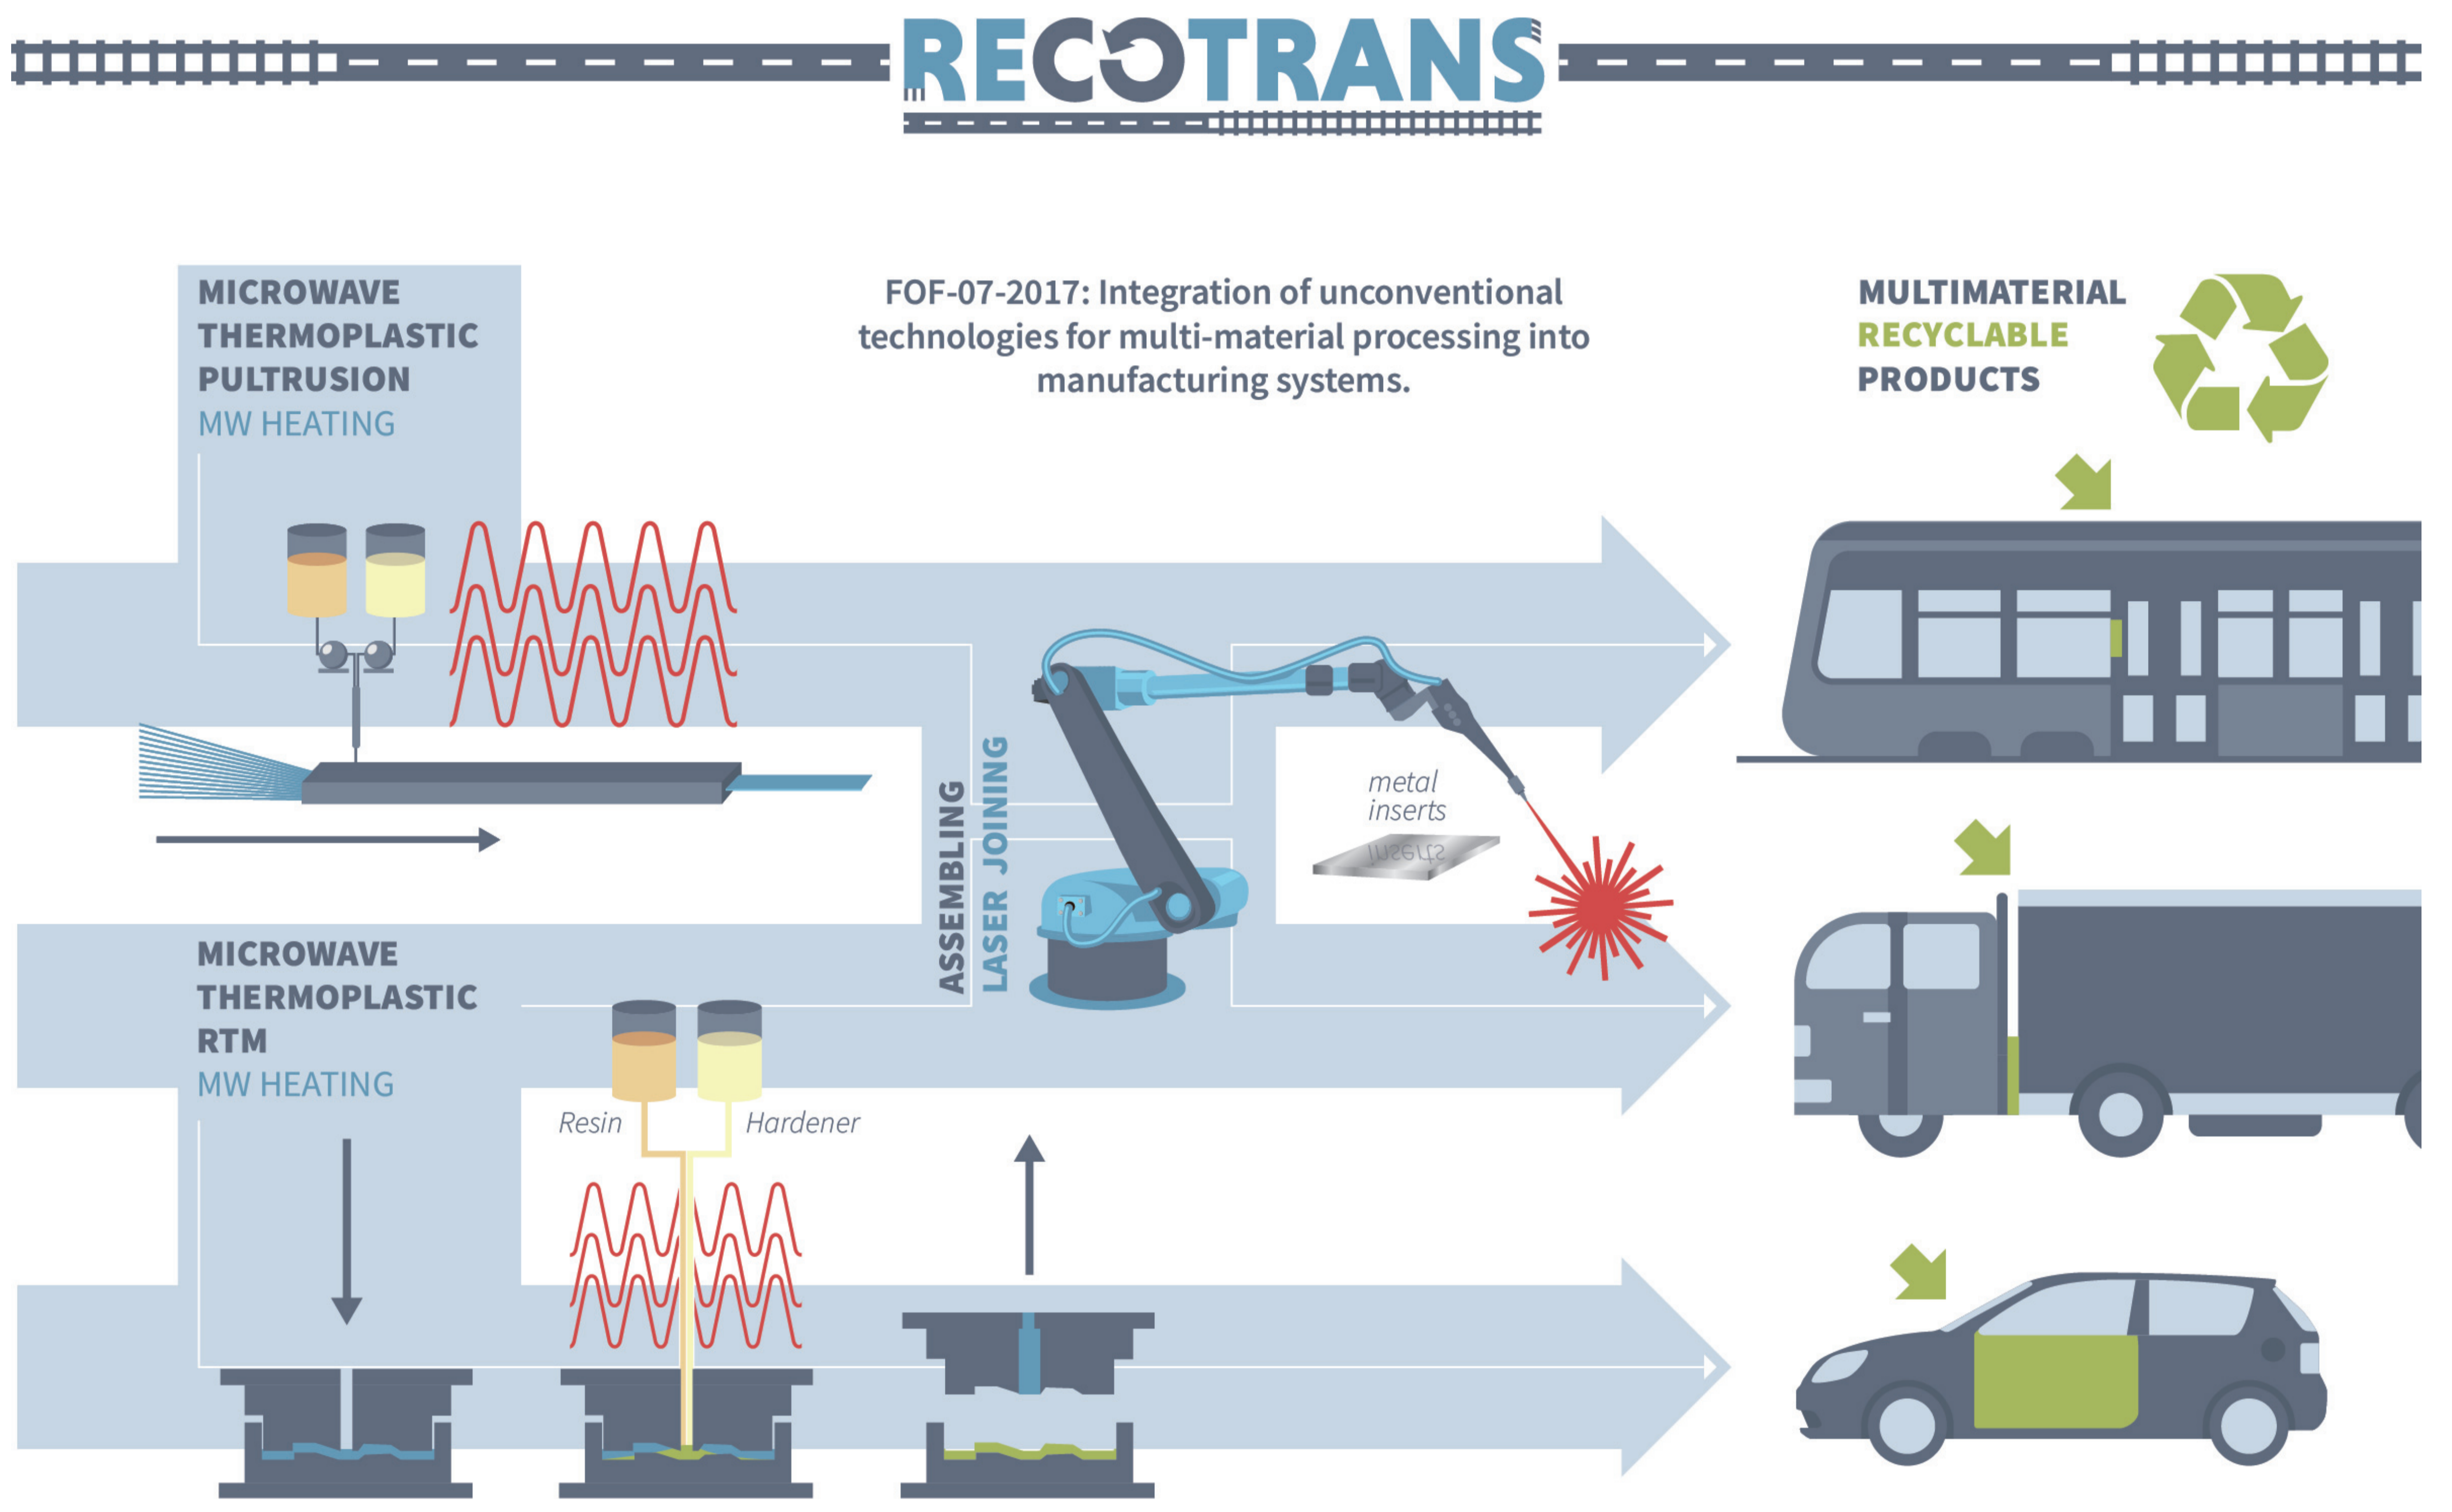 RECOTRANS
MICROWAVE
THERMOPLASTIC
PULTRUSION
MW HEATING
FOF-07-2017: Integration of unconventional
technologies for multi-material processing into
manufacturing systems.
MULTIMATERIAL
RECYCLABLE
PRODUCTS
ASSEMBLING
LASER JOINING
metal
inserts
inserts
MICROWAVE
THERMOPLASTIC
RTM
MW HEATING
Resin
Hardener